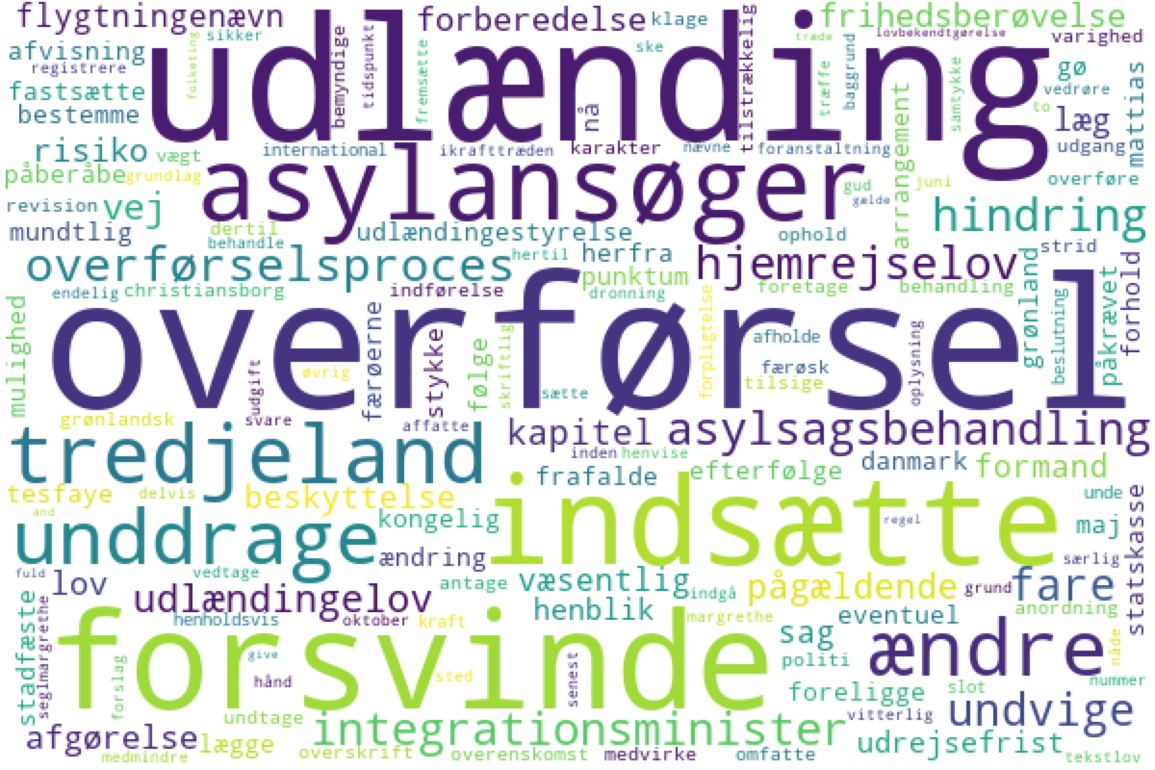 flygtningenævn forberedelse klage frihedsberøvelse
sikker ske træde lovbekendtgørelse
afvisning varighed
registrere folketing udlænding
bemyndige tidspunkt fremsætte tilstrækkelig træffe baggrund samtykke
fastsætte gø
bestemme nå to vedrøre mattias
læg
risiko vægt international ikrafttræden karakter nævne foranstaltning udgang
påberåbe grundlag asylansøger arrangement overføre
gud juni
revision vej gælde hindring
mundtlig dertil udlændingestyrelse ophold strid
behandle hertil herfra
overførselsproces punktum hjemrejselov
endelig christiansborg indførelse dronning foretage behandling
mulighed færøerne stykke følge skriftlig forpligtelse oplysning grønland beslutning påkrævet forhold
overførsel
udgift øvrig afholde
færøsk
sætte tilsige
grønlandsk svare affatte
tredjeland kapitel asylsagsbehandling
inden henvise
frafalde efterfølge danmark formand
tesfaye delvis beskyttelse indsætte unde
and kongelig regel maj statskasse
unddrage ændring særlig
fuld vedtage
lov antage væsentlig indgå pågældende grund fare
udlændingelov henblik anordning
stadfæste seglmargrethe henholdsvis oktober kraft margrethe eventuel
sag ændre nåde
forsvinde politi
forslag give hånd sted senest nummer
foreligge slot
undtage vitterlig undvige
afgørelse lægge integrationsminister udrejsefrist
medmindre overskrift overenskomst medvirke omfatte tekstlov